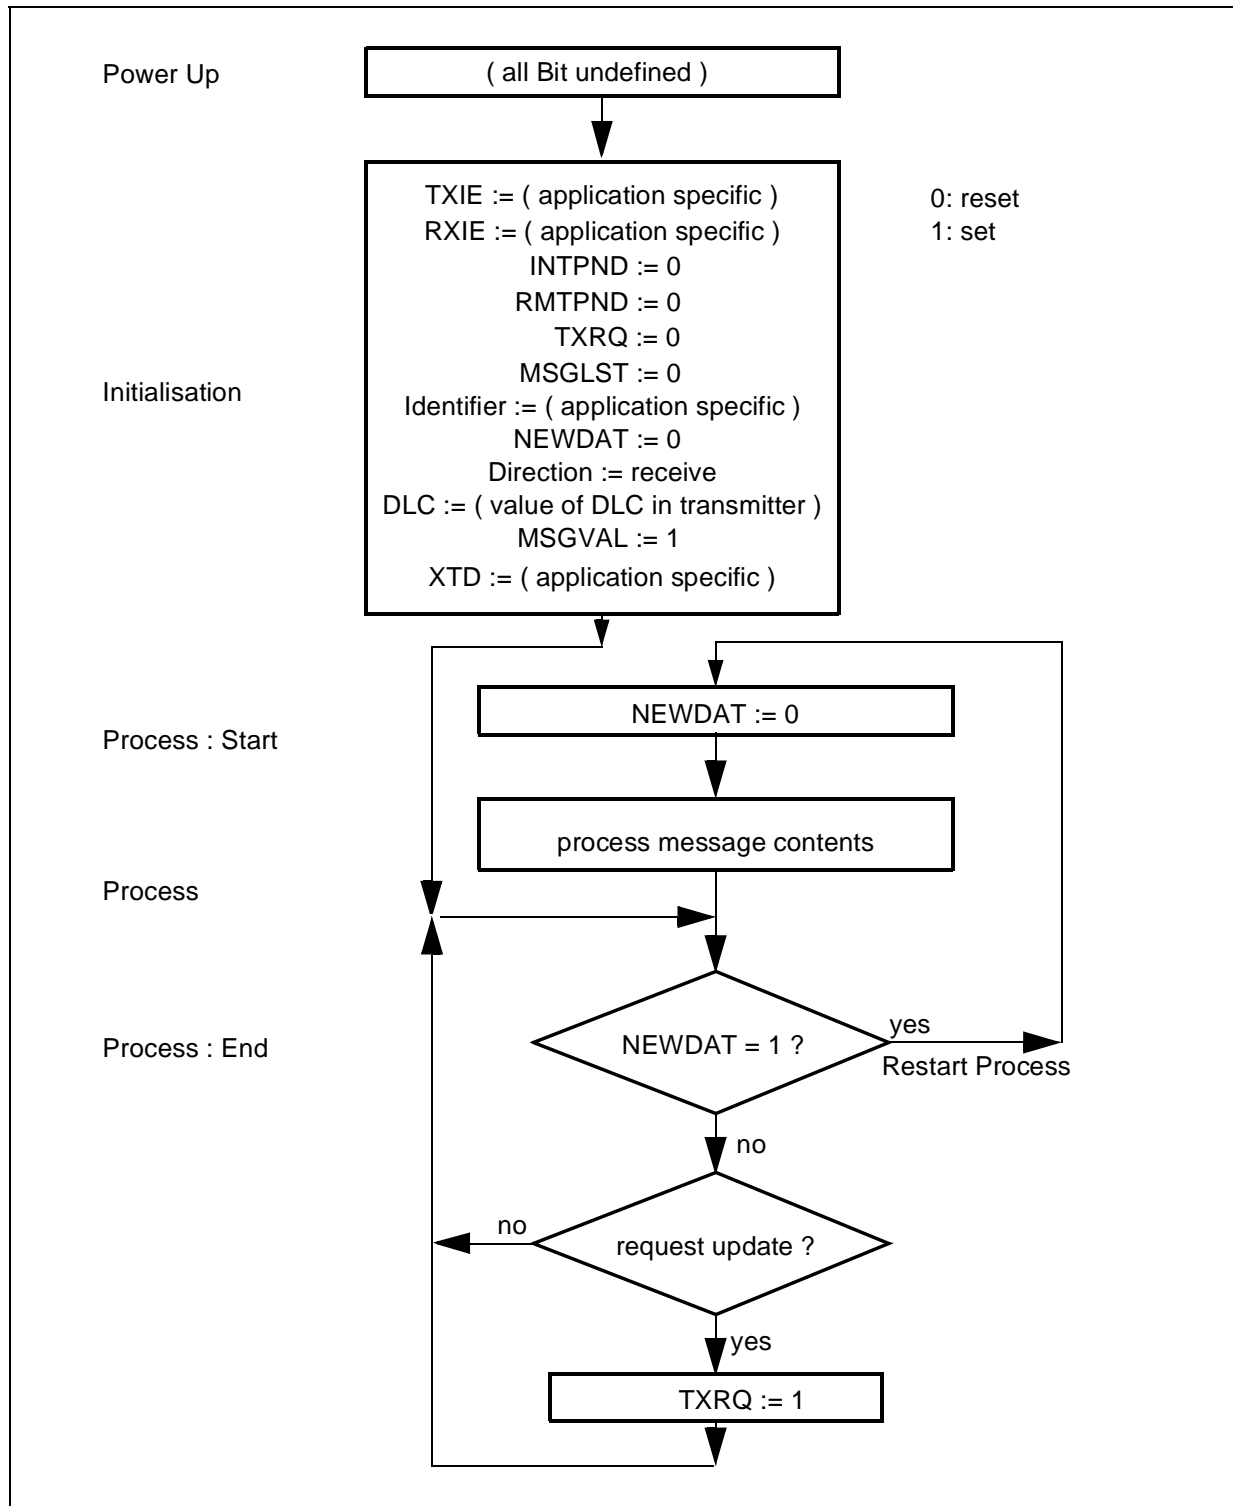 Power Up
( all Bit undefined )
TXIE := ( application specific )
0: reset
RXIE := ( application specific )
1: set
INTPND := 0
RMTPND := 0
TXRQ := 0
MSGLST := 0
Initialisation
Identifier := ( application specific )
NEWDAT := 0
Direction := receive
DLC := ( value of DLC in transmitter )
MSGVAL := 1
XTD := ( application specific )
NEWDAT := 0
Process : Start
process message contents
Process
NEWDAT = 1 ?
yes
Restart Process
Process : End
no
request update ?
no
yes
TXRQ := 1